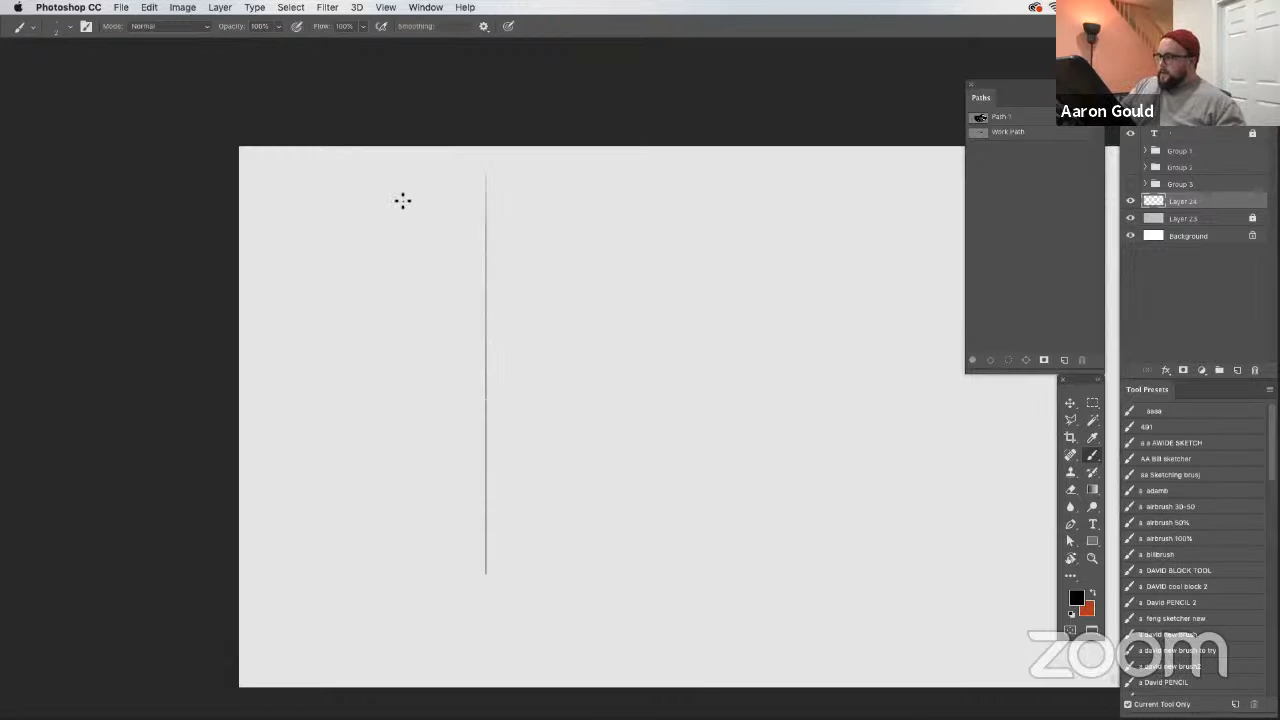 Photoshop CC File Edit Image Layer Type Select Filter 3D View Window Help
Mode: Normal Opacity: 100% Flow: 100% Smoothing:
Aaron Gould
Paths
Path 1
Work Path
T
Group 1
Group 2
Group 3
Layer 24
Layer 23
Background
fx
Tool Presets
aaaa
491
a a AWIDE SKETCH
AA Bill sketcher
aa Sketching brusj
a adamb
a airbrush 30-50
a airbrush 50%
a airbrush 100%
a billbrush
a DAVID BLOCK TOOL
a DAVID cool block 2
a David PENCIL 2
a feng sketcher new
a david new brush
a david new brush to try
a david new brush2
a David PENCIL
Current Tool Only
zoom